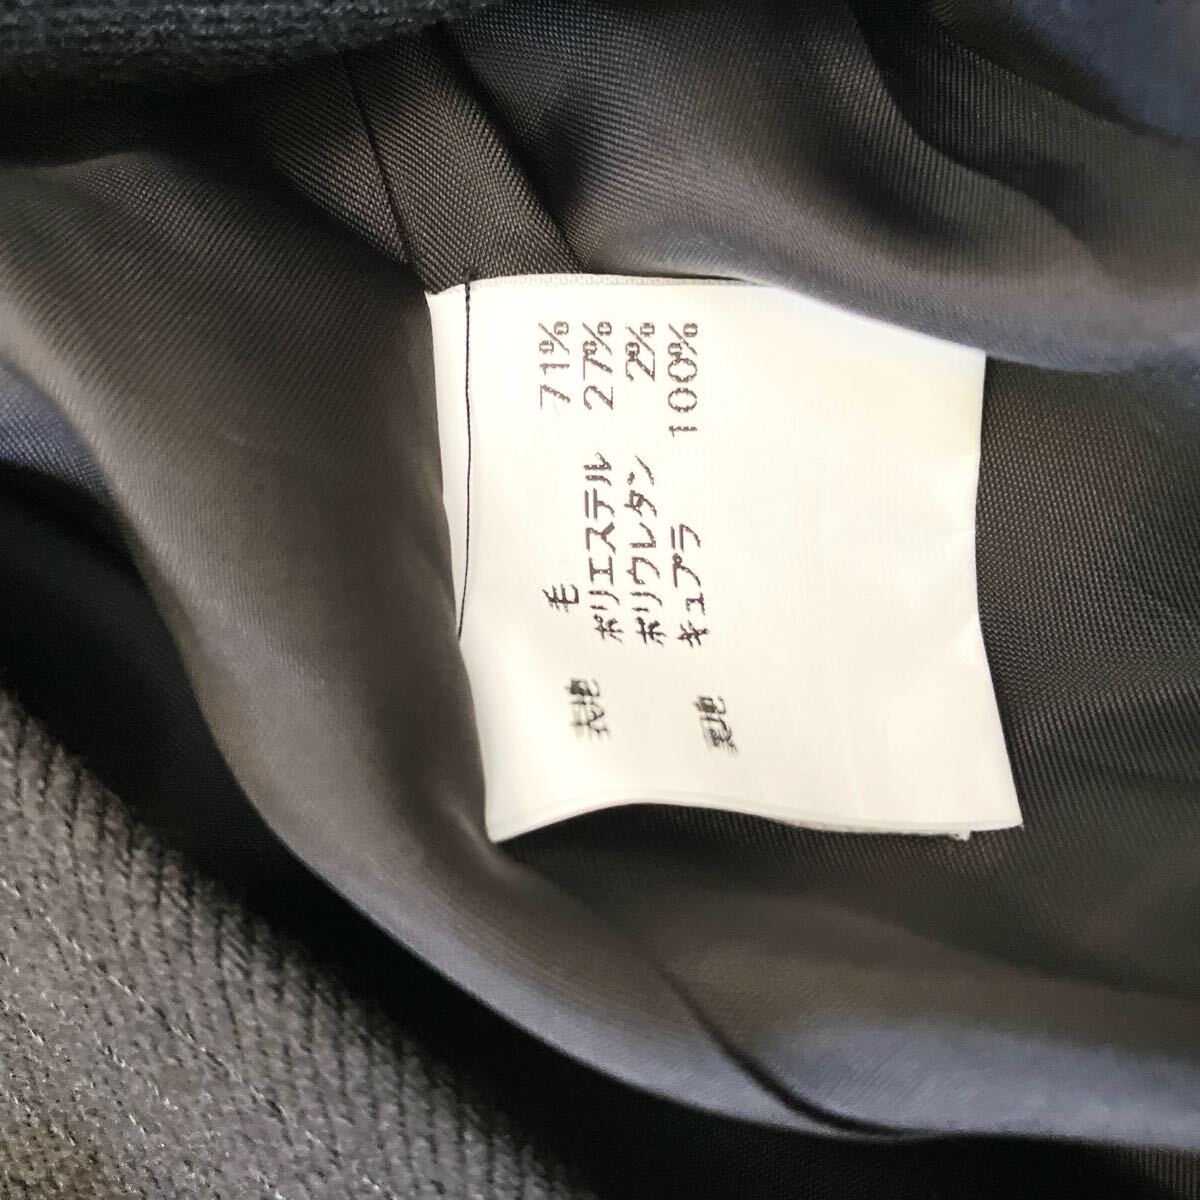 表地 毛 71%
ポリエステル 27%
ポリウレタン 2%
裏地 キュプラ 100%